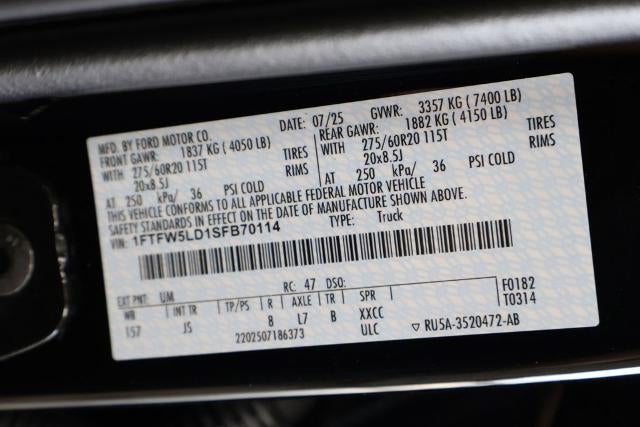 MFD. BY FORD MOTOR CO. DATE: 07/25 GVWR: 3357 KG ( 7400 LB)
FRONT GAWR: 1837 KG ( 4050 LB) REAR GAWR: 1882 KG ( 4150 LB)
WITH 275/60R20 115T TIRES WITH 275/60R20 115T TIRES
20x8.5J RIMS 20x8.5J RIMS
AT 250 kPa/ 36 PSI COLD AT 250 kPa/ 36 PSI COLD
THIS VEHICLE CONFORMS TO ALL APPLICABLE FEDERAL MOTOR VEHICLE
SAFETY STANDARDS IN EFFECT ON THE DATE OF MANUFACTURE SHOWN ABOVE.
VIN: 1FTFW5LD1SFB70114 TYPE: Truck
EXT PNT: UM RC: 47 DSO: F0182
WB INT TR TP/PS R AXLE TR SPR T0314
157 JS 8 L7 B XXCC
2202507186373 ULC ▽ RU5A-3520472-AB